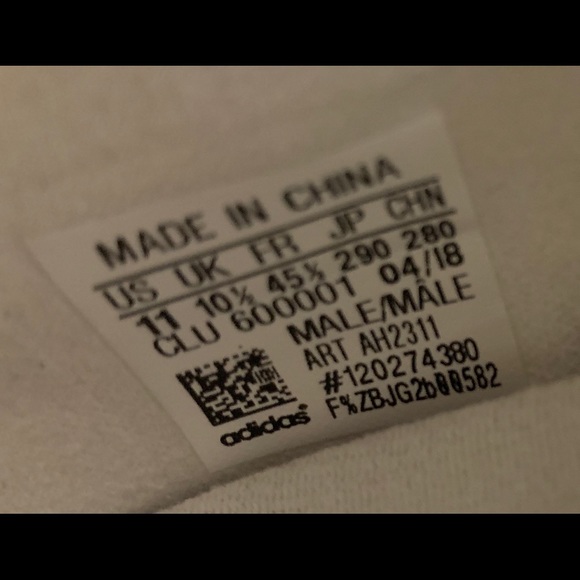 MADE IN CHINA
US UK FR JP CHN
11 10½ 45⅓ 290 280
CLU 600001 04/18
MALE/MÂLE
ART AH2311
#120274380
F%ZBJG2b00582
adidas